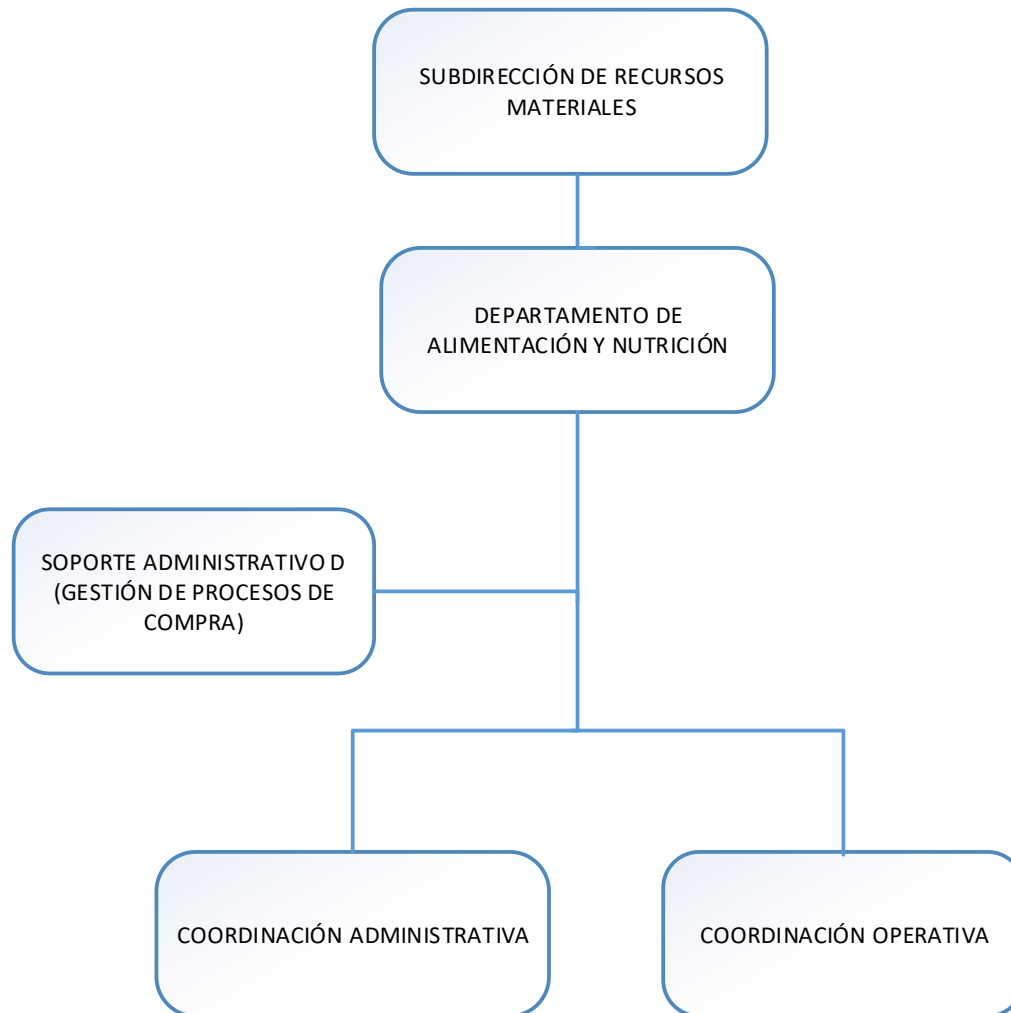 SUBDIRECCIÓN DE RECURSOS
MATERIALES
DEPARTAMENTO DE
ALIMENTACIÓN Y NUTRICIÓN
SOPORTE ADMINISTRATIVO D
(GESTIÓN DE PROCESOS DE
COMPRA)
COORDINACIÓN ADMINISTRATIVA
COORDINACIÓN OPERATIVA